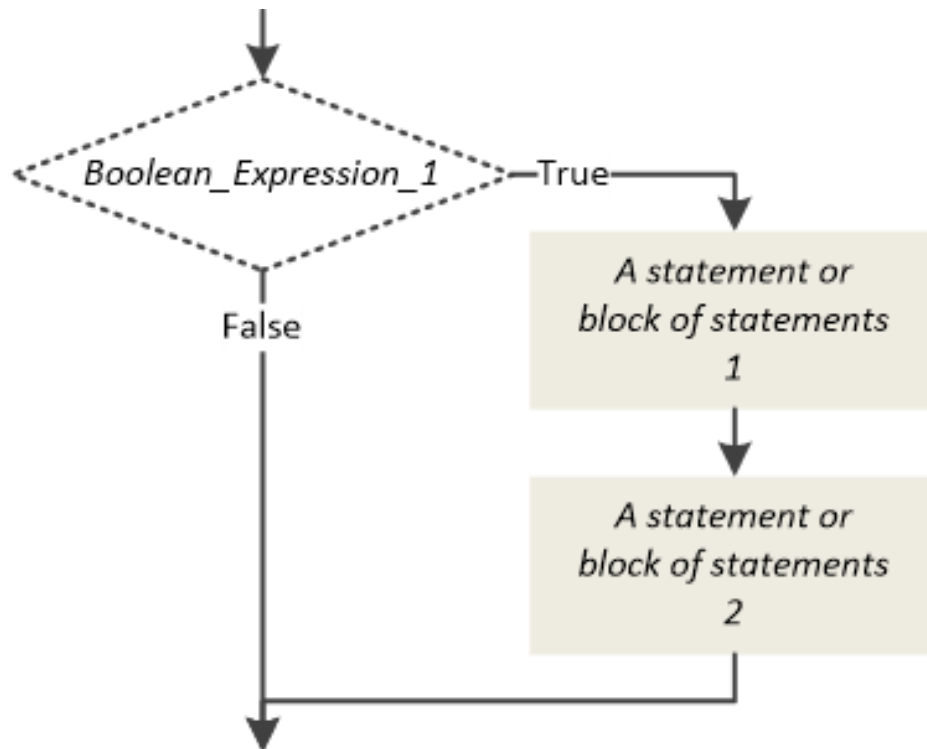 Boolean_Expression_1
True
A statement or
block of statements
1
False
A statement or
block of statements
2